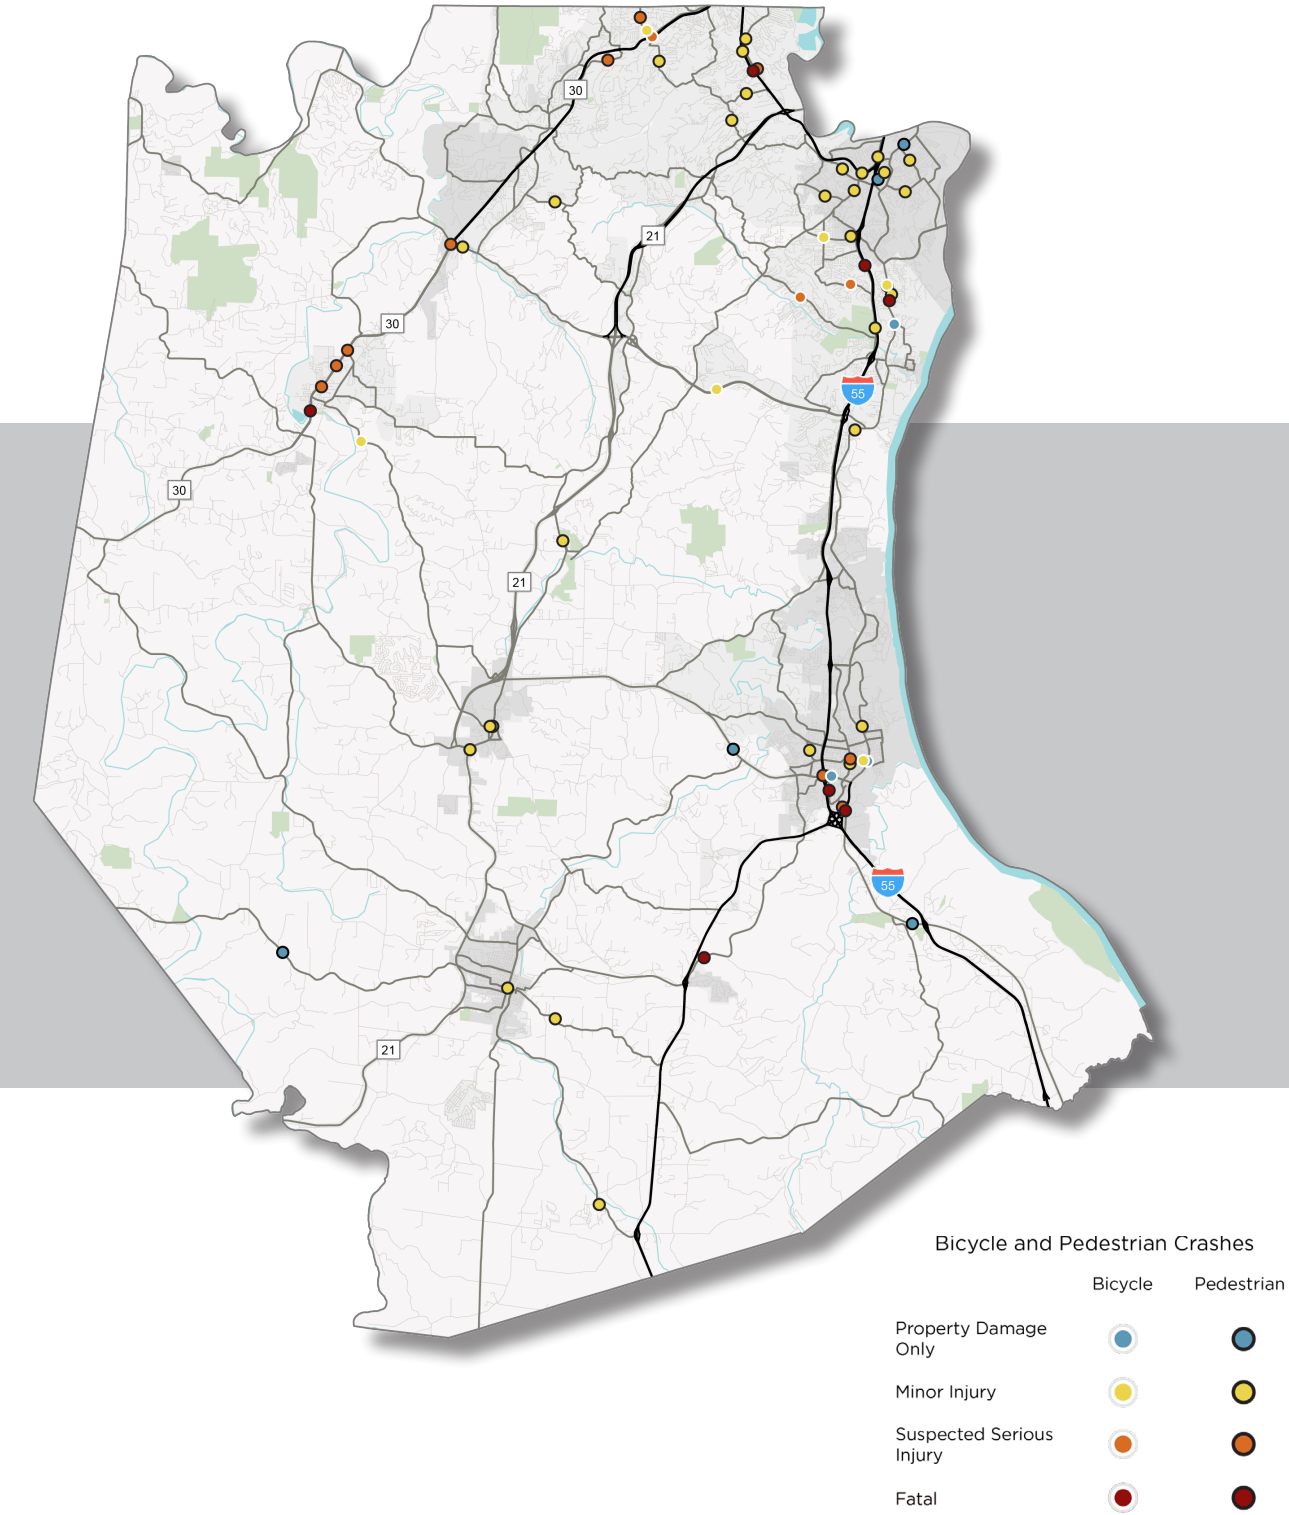 30
21
30
55
30
21
55
21
Bicycle and Pedestrian Crashes
Bicycle Pedestrian
Property Damage
Only
Minor Injury
Suspected Serious
Injury
Fatal